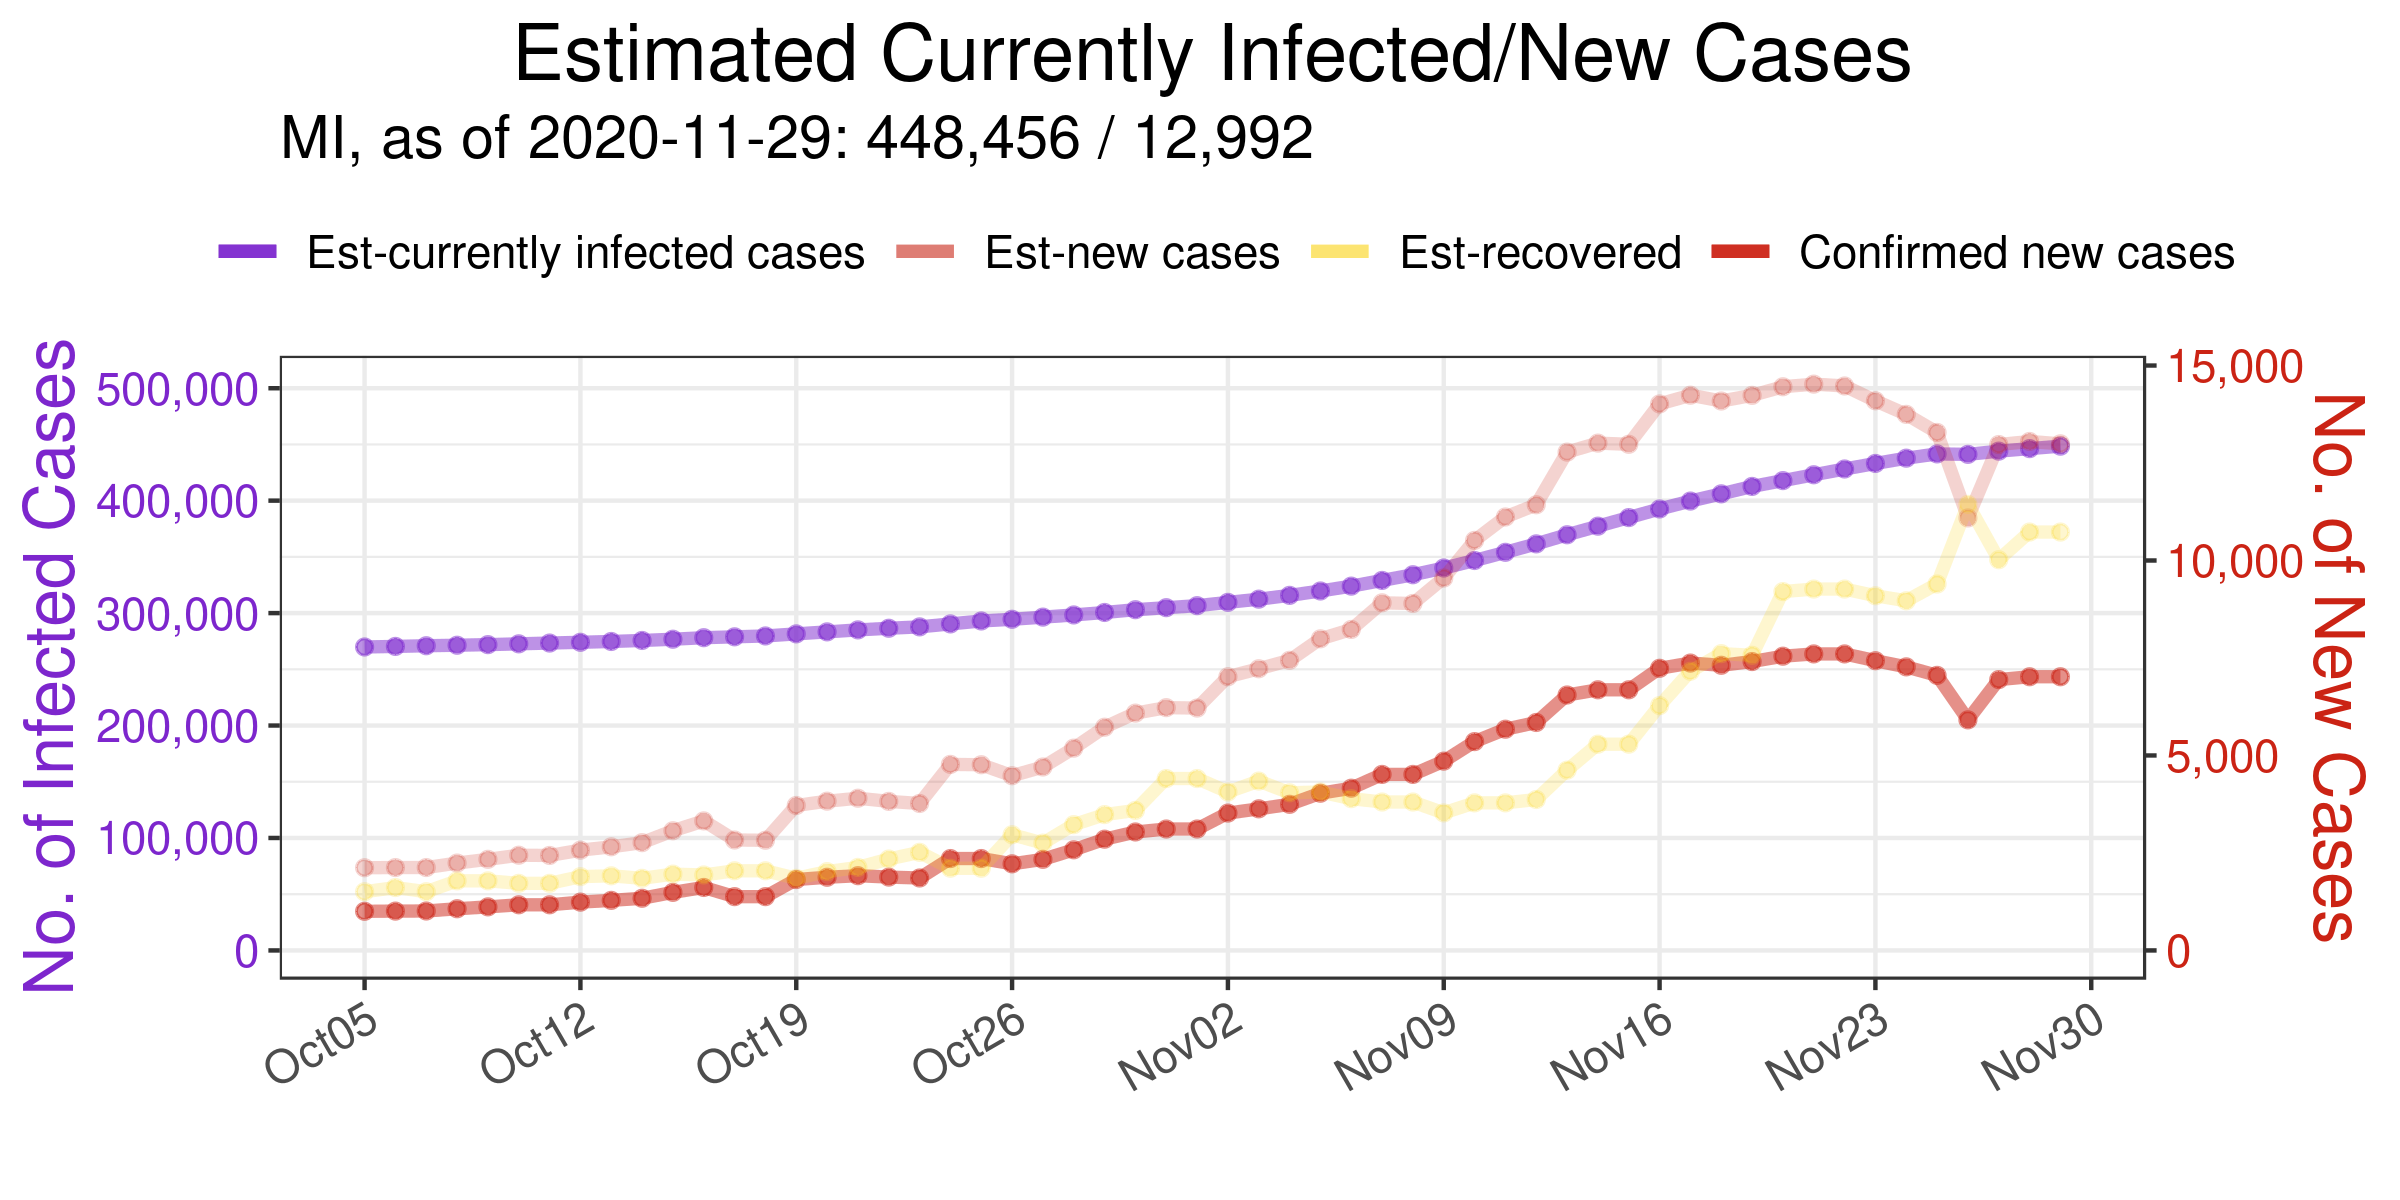 Estimated Currently Infected/New Cases
MI, as of 2020-11-29: 448,456 / 12,992
Est-currently infected cases Est-new cases Est-recovered Confirmed new cases
No. of Infected Cases
500,000
400,000
300,000
200,000
100,000
0
15,000
10,000
5,000
0
No. of New Cases
Oct05 Oct12 Oct19 Oct26 Nov02 Nov09 Nov16 Nov23 Nov30